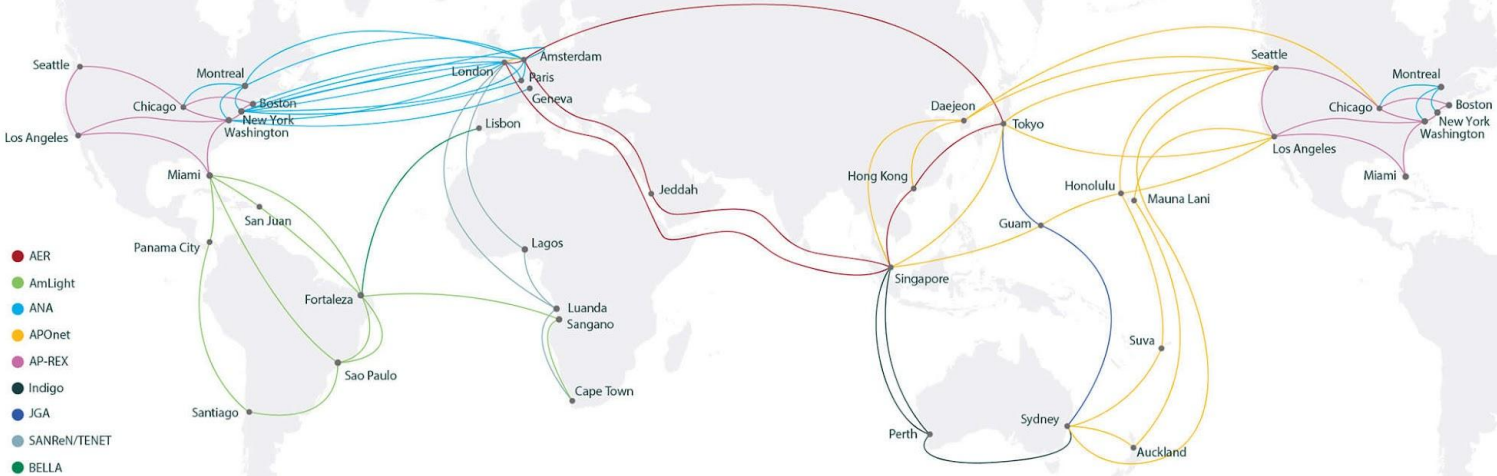 Seattle
Montreal
Chicago
Boston
New York
Washington
Los Angeles
Miami
San Juan
Panama City
Fortaleza
Sao Paulo
Santiago
London
Amsterdam
Paris
Geneva
Lisbon
Jeddah
Lagos
Luanda
Sangano
Cape Town
Daejeon
Tokyo
Hong Kong
Guam
Singapore
Honolulu
Mauna Lani
Suva
Perth
Sydney
Auckland
Seattle
Montreal
Chicago
Boston
New York
Washington
Los Angeles
Miami
AER
AmLight
ANA
APOnet
AP-REX
Indigo
JGA
SANReN/TENET
BELLA